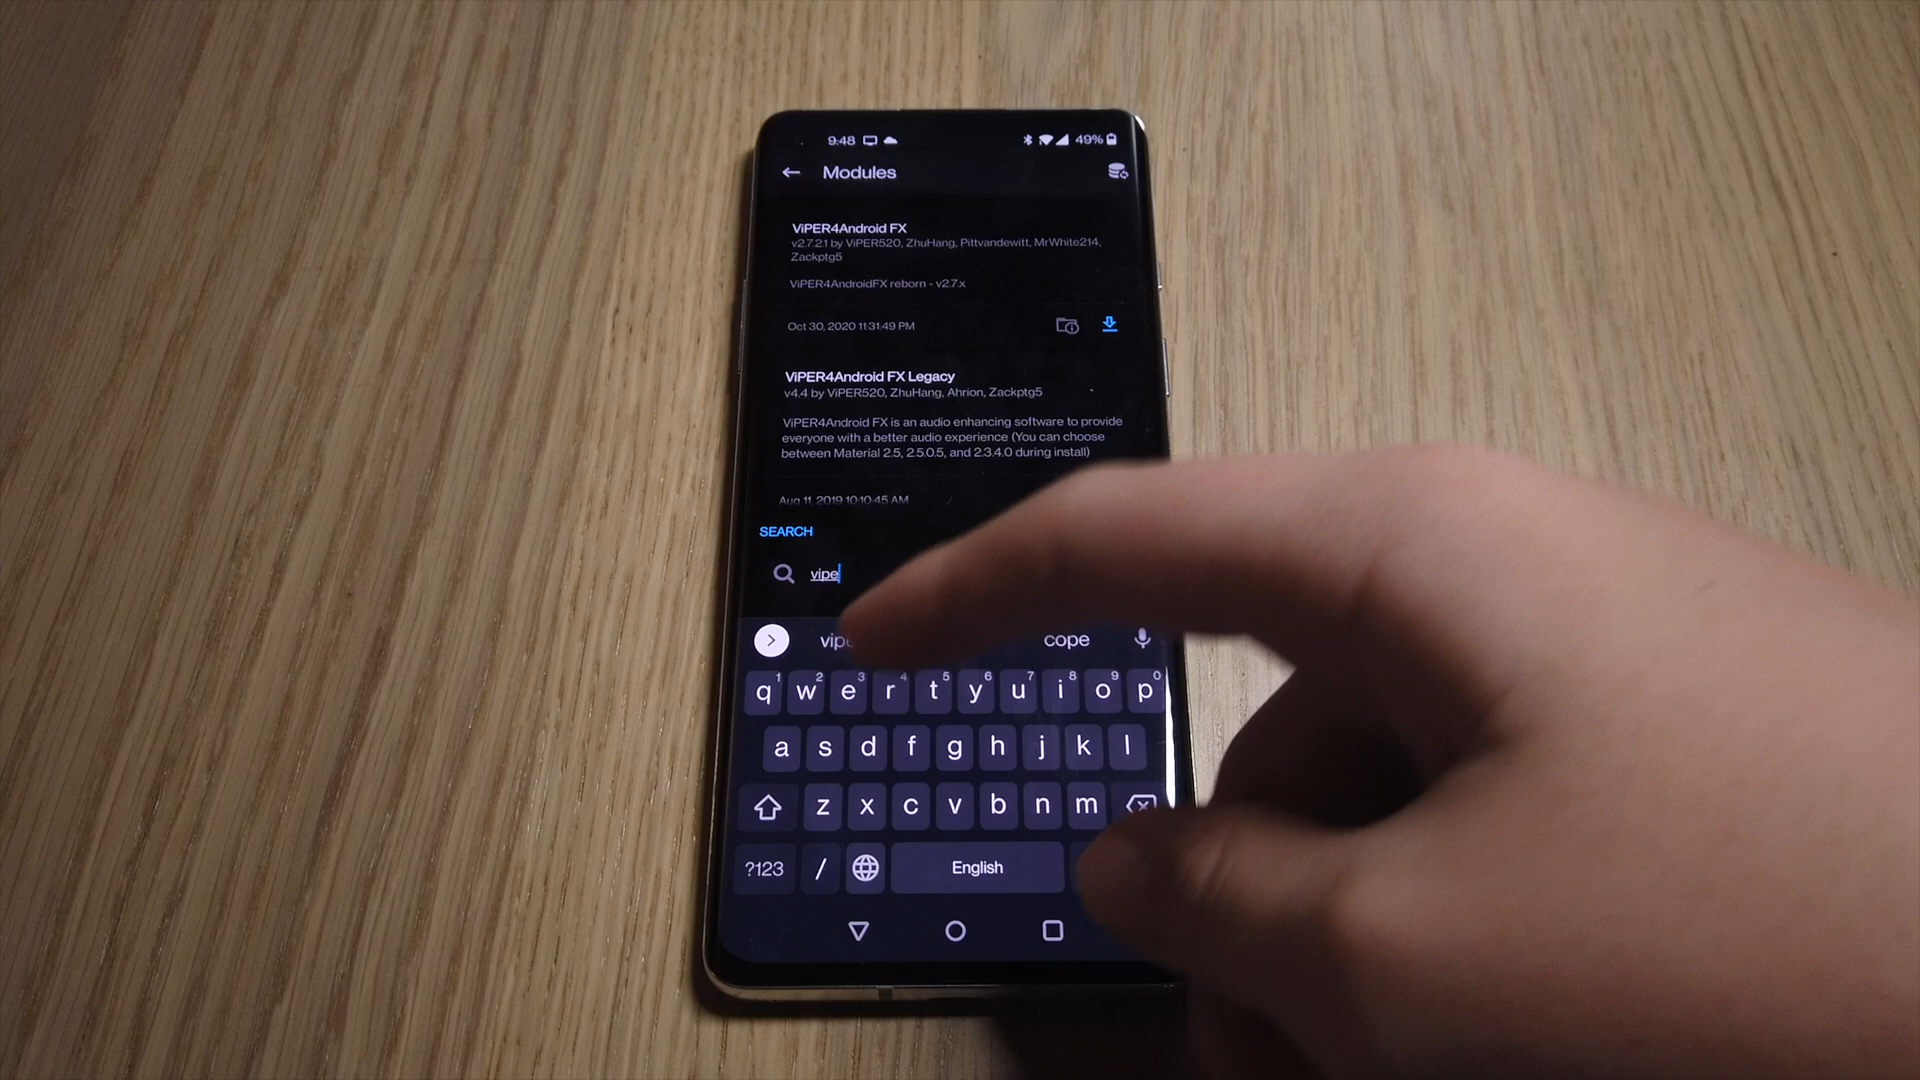 9:48 49%
Modules
ViPER4Android FX
v2.7.2.1 by ViPER520, ZhuHang, Pittvandewitt, MrWhite214,
Zackptg5
ViPER4AndroidFX reborn - v2.7.x
Oct 30, 2020 11:31:49 PM
ViPER4Android FX Legacy
v4.4 by ViPER520, ZhuHang, Ahrion, Zackptg5
ViPER4Android FX is an audio enhancing software to provide
everyone with a better audio experience (You can choose
between Material 2.5, 2.5.0.5, and 2.3.4.0 during install)
Aug 11, 2019 10:10:45 AM
SEARCH
vipe
cope
1 2 3 4 5 6 7 8 9 0
q w e r t y u i o p
a s d f g h j k l
z x c v b n m
?123 / English